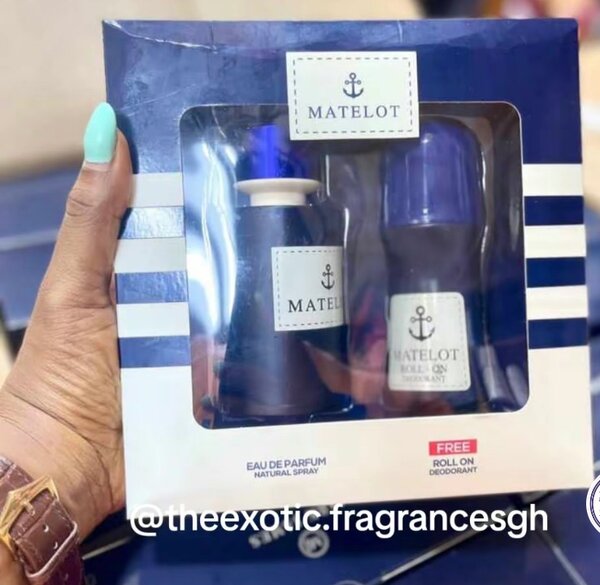 MATELOT
MATELOT
MATELOT
ROLL-ON
DEODORANT
EAU DE PARFUM
NATURAL SPRAY
FREE
ROLL ON
DEODORANT
@theexotic.fragrancesgh